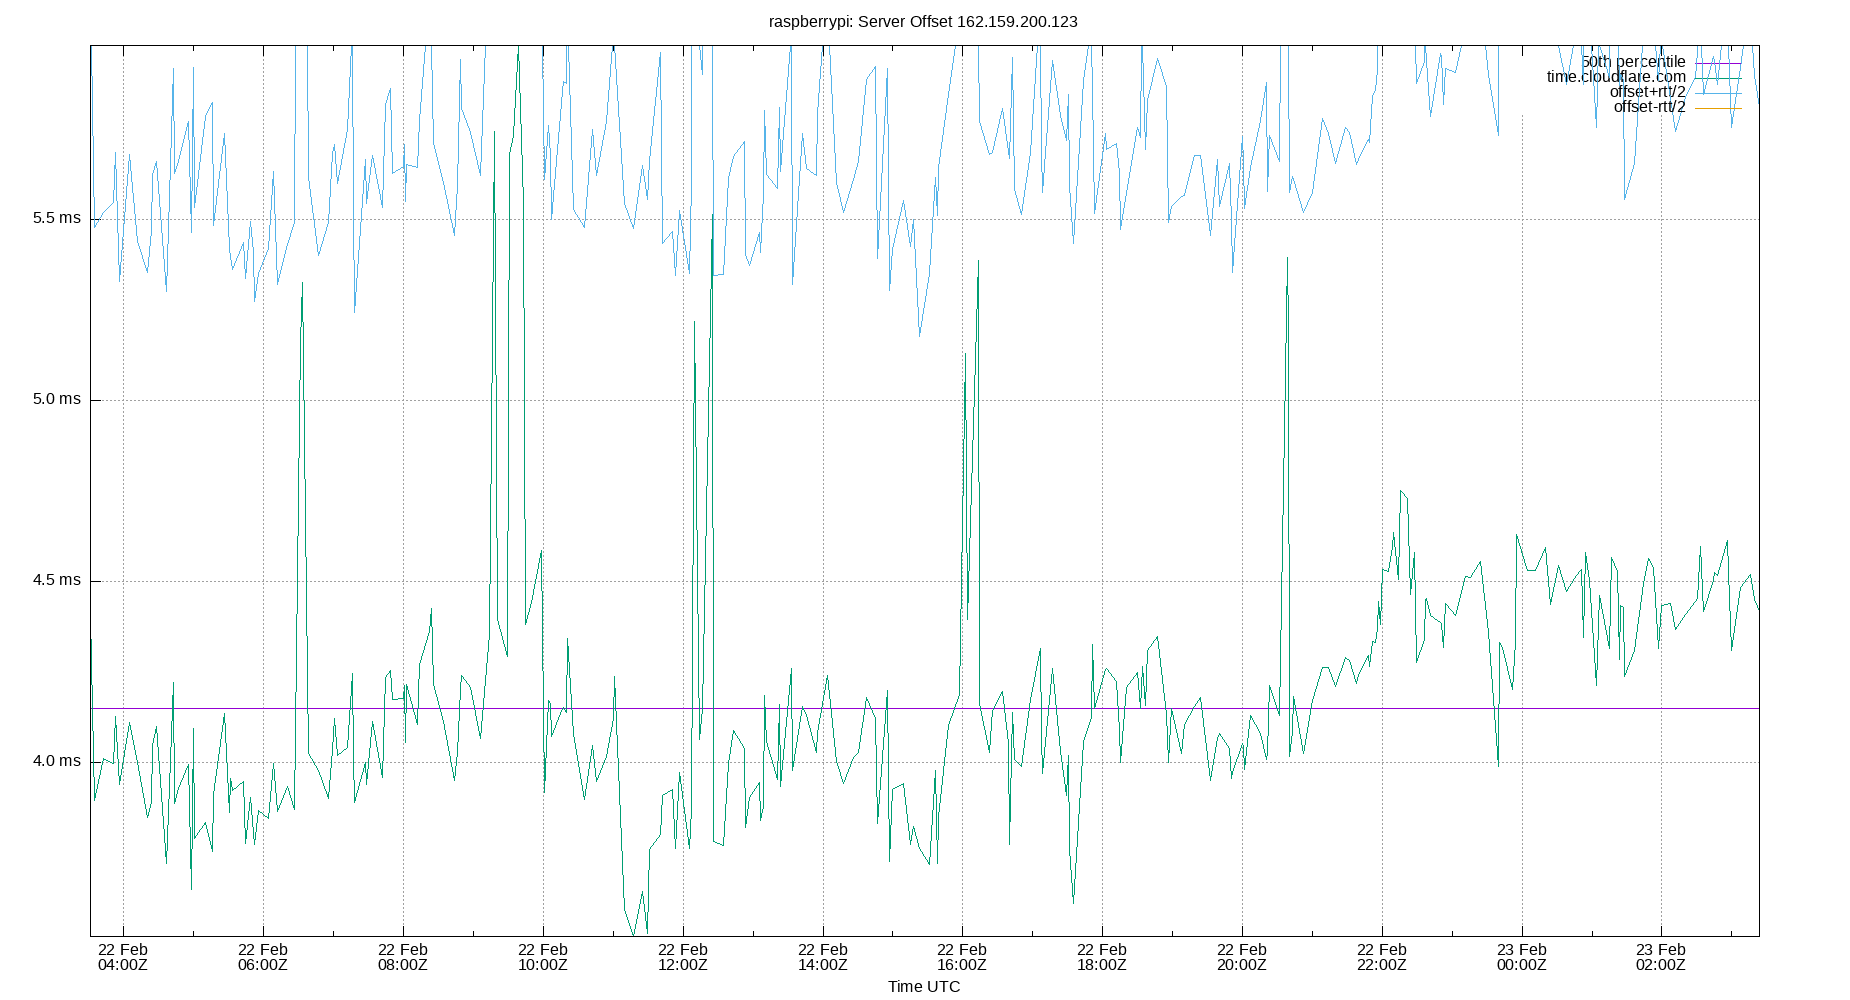 raspberrypi: Server Offset 162.159.200.123
50th percentile
time.cloudflare.com
offset+rtt/2
offset-rtt/2
5.5 ms
5.0 ms
4.5 ms
4.0 ms
22 Feb 22 Feb 22 Feb 22 Feb 22 Feb 22 Feb 22 Feb 22 Feb 22 Feb 22 Feb 23 Feb 23 Feb
04:00Z 06:00Z 08:00Z 10:00Z 12:00Z 14:00Z 16:00Z 18:00Z 20:00Z 22:00Z 00:00Z 02:00Z
Time UTC